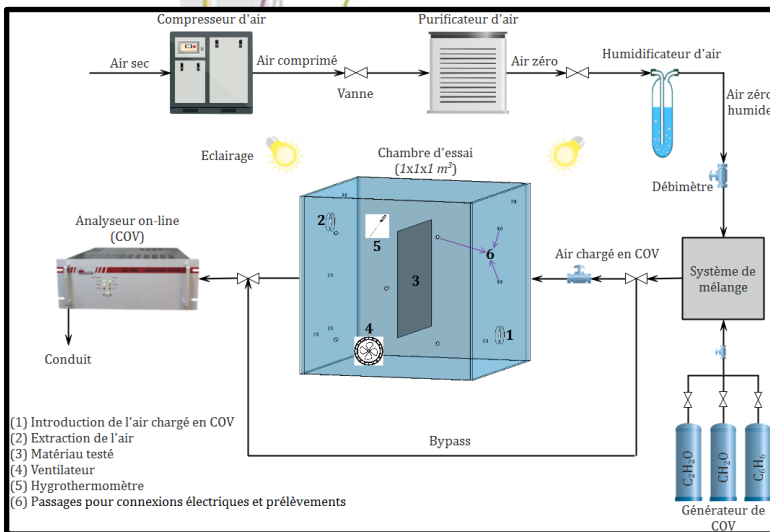 Compresseur d'air
Purificateur d'air
Humidificateur d'air
Air sec
Air comprimé
Vanne
Air zéro
Air zéro
humide
Débimètre
Eclairage
Chambre d'essai
(1x1x1 m³)
Analyseur on-line
(COV)
Conduit
2
5
3
6
4
1
Air chargé en COV
Système de
mélange
Bypass
C₂H₂O
CH₂O
C₆H₆
Générateur de
COV
(1) Introduction de l'air chargé en COV
(2) Extraction de l'air
(3) Matériau testé
(4) Ventilateur
(5) Hygrothermomètre
(6) Passages pour connexions électriques et prélèvements